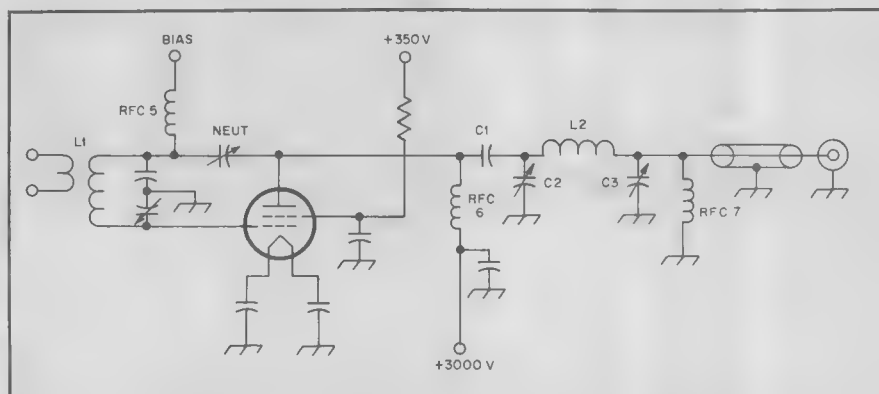 BIAS
+350 V
RFC 5
L1
NEUT
C1
L2
C2
C3
RFC
6
RFC 7
+3000 V